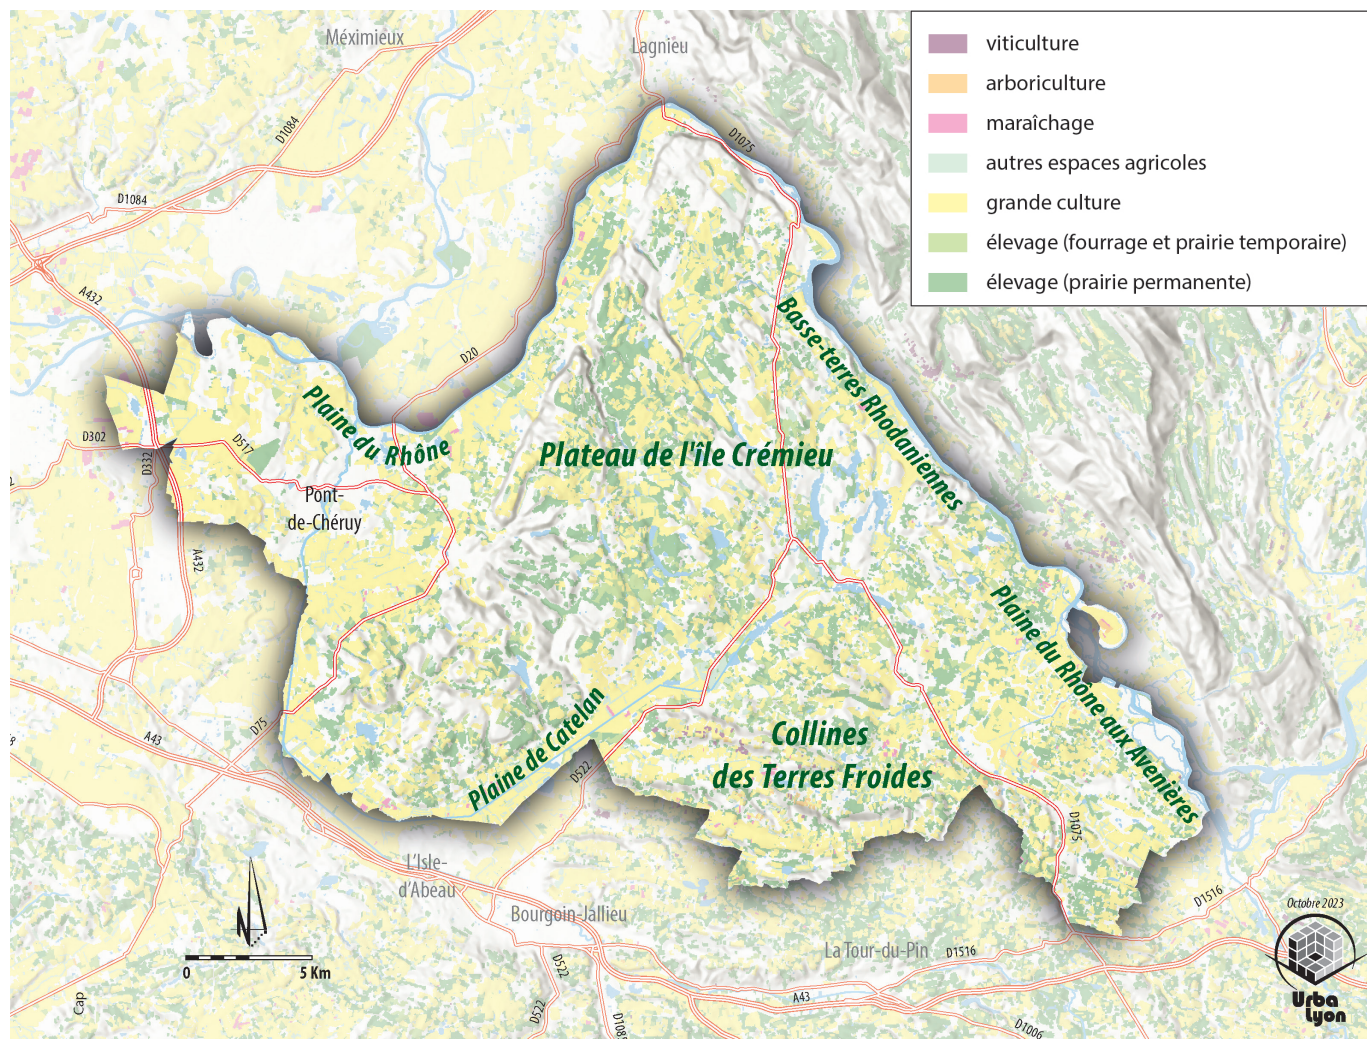 Méximieux
Lagnieu
viticulture
arboriculture
maraîchage
autres espaces agricoles
grande culture
élevage (fourrage et prairie temporaire)
élevage (prairie permanente)
D1084
D1075
D1084
A432
D20
Basse-terres Rhodaniennes
Plaine du Rhône
D302
D517
D332
Plateau de l'île Crémieu
Pont-
de-Chéruy
A432
Plaine du Rhône aux Avenières
D75
A43
Plaine de Catelan
Collines
des Terres Froides
D522
D1075
L'Isle-
d'Abeau
Bourgoin-Jallieu
D1516
Octobre 2023
La Tour-du-Pin
D1516
N
0
5 Km
D522
D522
A43
Cap
D1085
D1006
Urba
Lyon